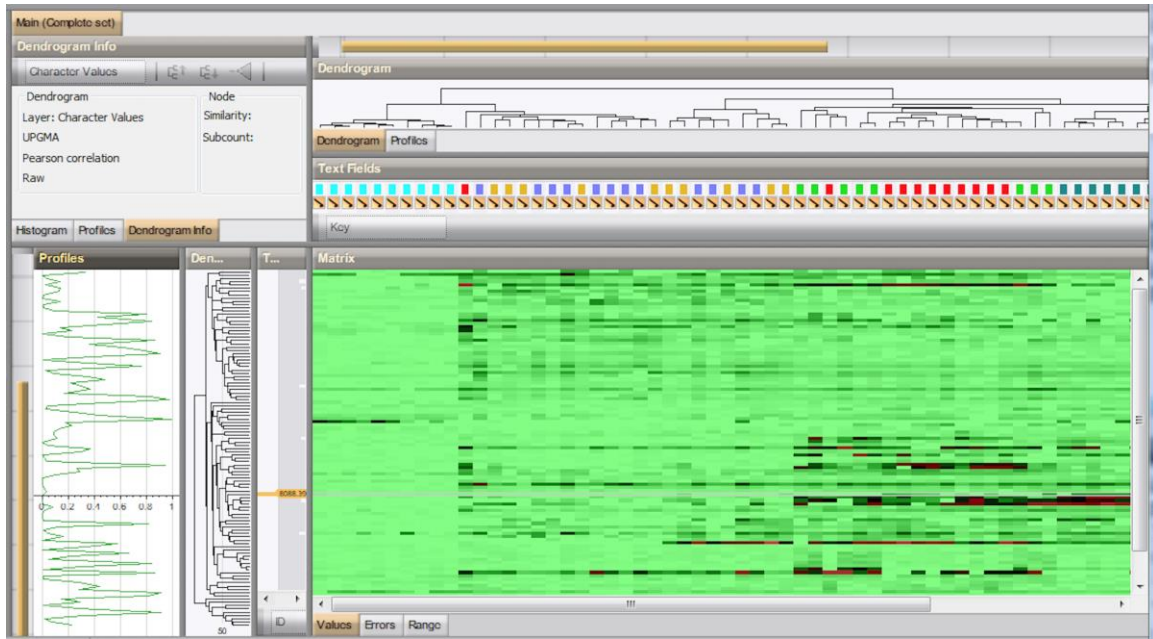 Main (Complete set)
Dendrogram Info
Character Values
Dendrogram
Layer: Character Values
UPGMA
Pearson correlation
Raw
Node
Similarity:
Subcount:
Histogram Profiles Dendrogram Info
Dendrogram
Dendrogram Profiles
Text Fields
Key
Profiles
0 0.2 0.4 0.6 0.8 1
Den...
50
T...
ID
Matrix
Values Errors Range